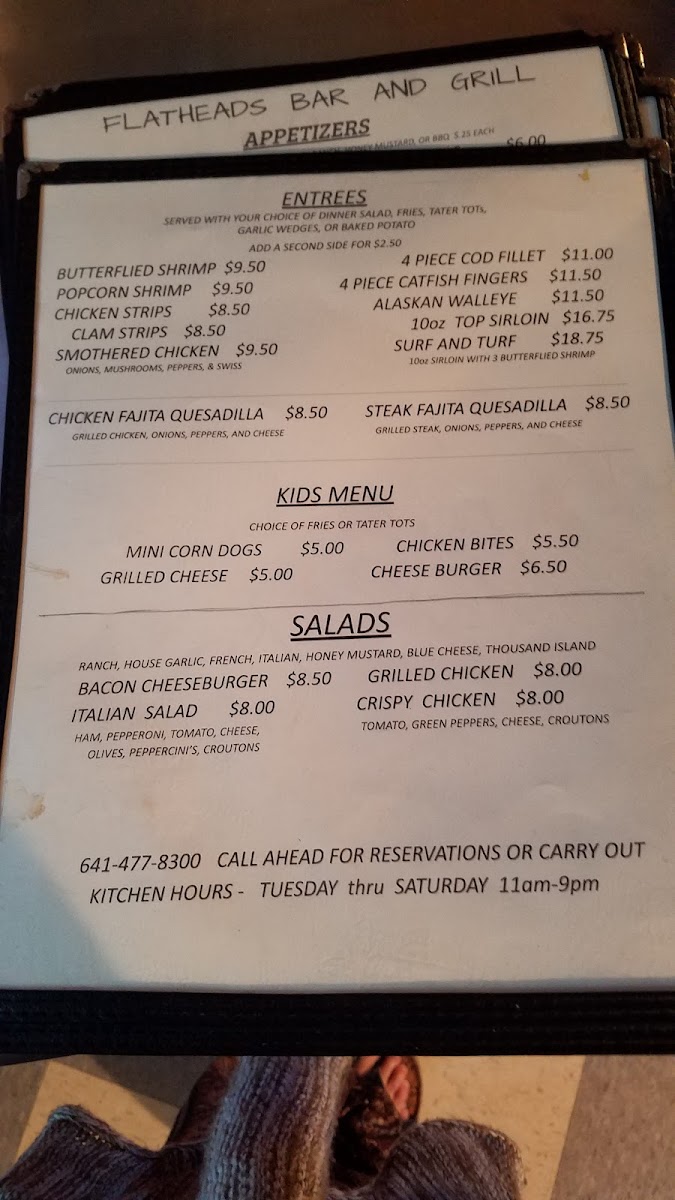 FLATHEADS BAR AND GRILL
APPETIZERS
HONEY MUSTARD, OR BBQ $.25 EACH
$6.00
ENTREES
SERVED WITH YOUR CHOICE OF DINNER SALAD, FRIES, TATER TOTs,
GARLIC WEDGES, OR BAKED POTATO
ADD A SECOND SIDE FOR $2.50
BUTTERFLIED SHRIMP $9.50
POPCORN SHRIMP $9.50
CHICKEN STRIPS $8.50
CLAM STRIPS $8.50
SMOTHERED CHICKEN $9.50
ONIONS, MUSHROOMS, PEPPERS, & SWISS
4 PIECE COD FILLET $11.00
4 PIECE CATFISH FINGERS $11.50
ALASKAN WALLEYE $11.50
10oz TOP SIRLOIN $16.75
SURF AND TURF $18.75
10oz SIRLOIN WITH 3 BUTTERFLIED SHRIMP
CHICKEN FAJITA QUESADILLA $8.50
GRILLED CHICKEN, ONIONS, PEPPERS, AND CHEESE
STEAK FAJITA QUESADILLA $8.50
GRILLED STEAK, ONIONS, PEPPERS, AND CHEESE
KIDS MENU
CHOICE OF FRIES OR TATER TOTS
MINI CORN DOGS $5.00
GRILLED CHEESE $5.00
CHICKEN BITES $5.50
CHEESE BURGER $6.50
SALADS
RANCH, HOUSE GARLIC, FRENCH, ITALIAN, HONEY MUSTARD, BLUE CHEESE, THOUSAND ISLAND
BACON CHEESEBURGER $8.50
ITALIAN SALAD $8.00
HAM, PEPPERONI, TOMATO, CHEESE,
OLIVES, PEPPERCINI'S, CROUTONS
GRILLED CHICKEN $8.00
CRISPY CHICKEN $8.00
TOMATO, GREEN PEPPERS, CHEESE, CROUTONS
641-477-8300 CALL AHEAD FOR RESERVATIONS OR CARRY OUT
KITCHEN HOURS - TUESDAY thru SATURDAY 11am-9pm